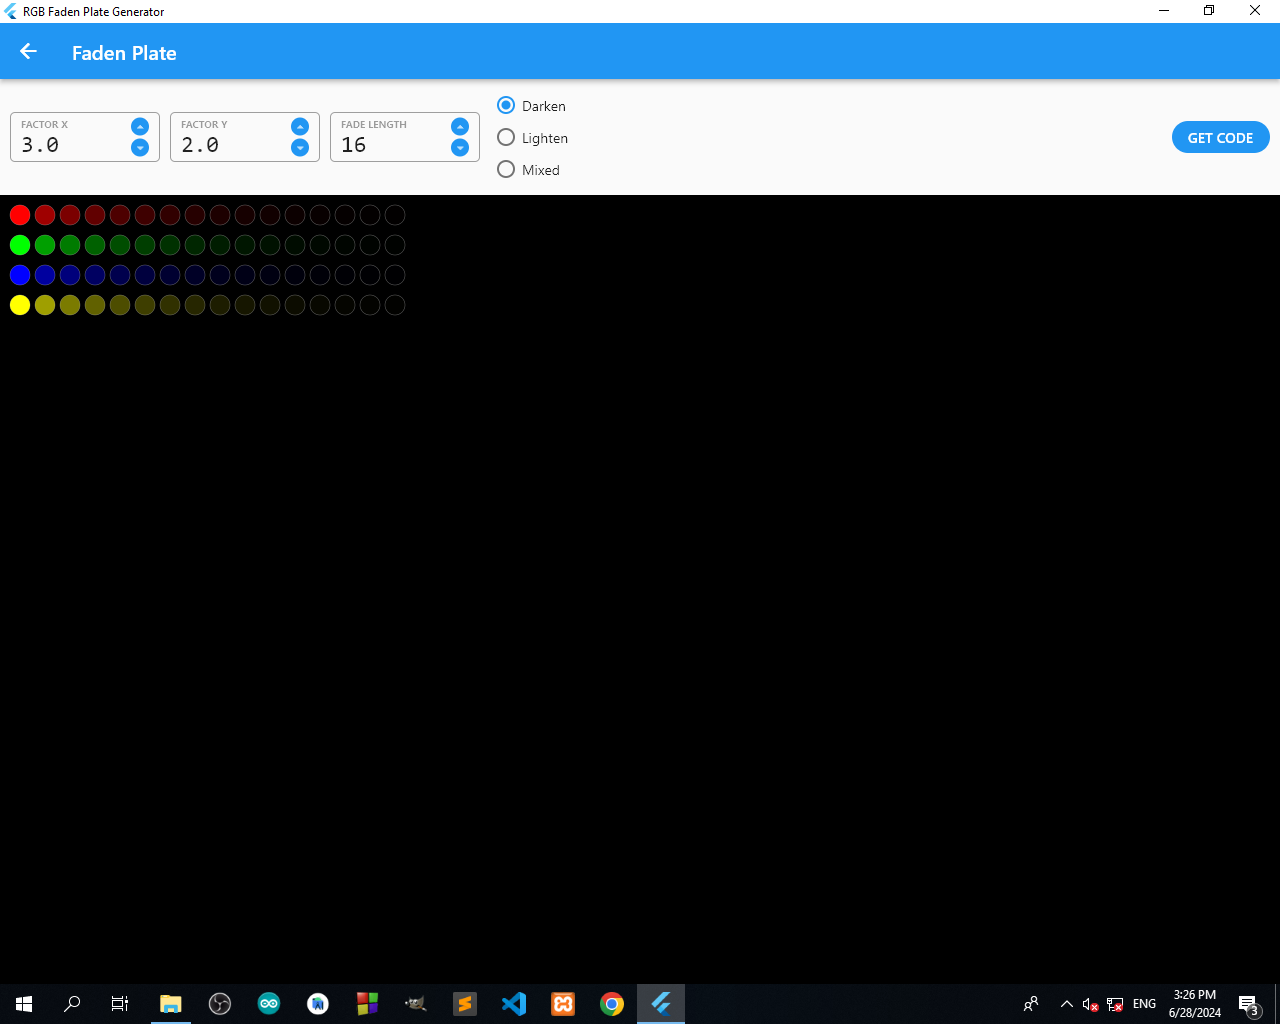 RGB Faden Plate Generator
Faden Plate
FACTOR X
3.0
FACTOR Y
2.0
FADE LENGTH
16
Darken
Lighten
Mixed
GET CODE
ENG
3:26 PM
6/28/2024
3